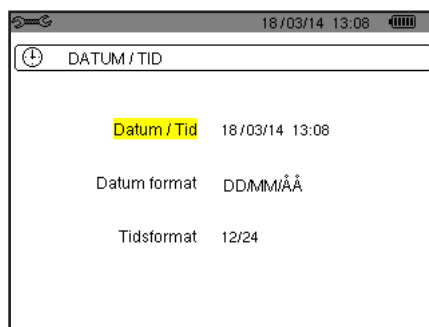 18/03/14 13:08
DATUM / TID
Datum / Tid 18/03/14 13:08
Datum format DD/MM/ÅÅ
Tidsformat 12/24